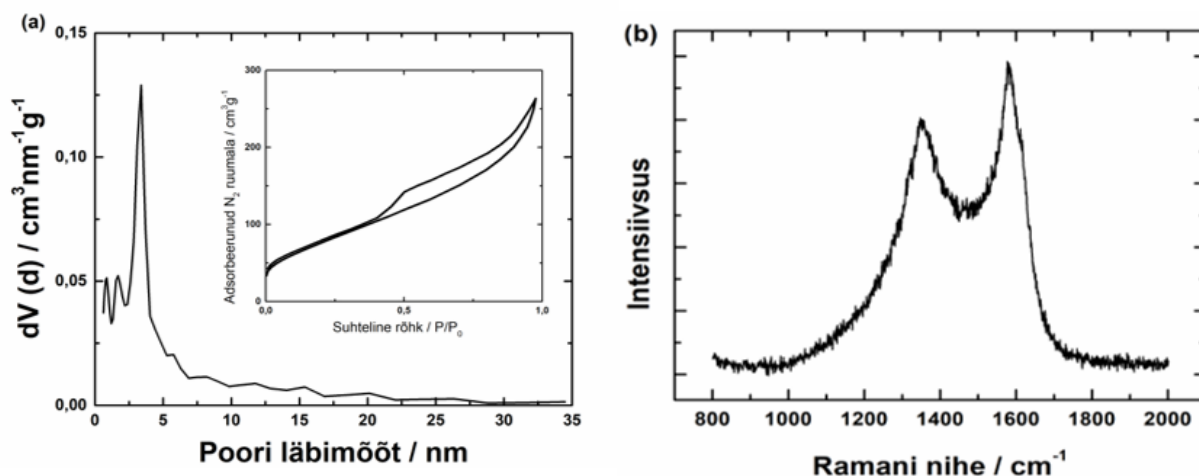 (a)
0,15
0,10
0,05
0,00
dV (d) / cm³nm⁻¹g⁻¹
0 5 10 15 20 25 30 35
Poori läbimõõt / nm
300
200
100
0
Adsorbeerunud N₂ ruumala / cm³g⁻¹
0,0 0,5 1,0
Suhteline rõhk / P/P₀
(b)
Intensiivsus
800 1000 1200 1400 1600 1800 2000
Ramani nihe / cm⁻¹